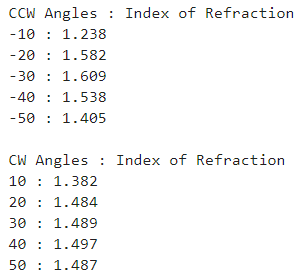 CCW Angles : Index of Refraction
-10 : 1.238
-20 : 1.582
-30 : 1.609
-40 : 1.538
-50 : 1.405
CW Angles : Index of Refraction
10 : 1.382
20 : 1.484
30 : 1.489
40 : 1.497
50 : 1.487